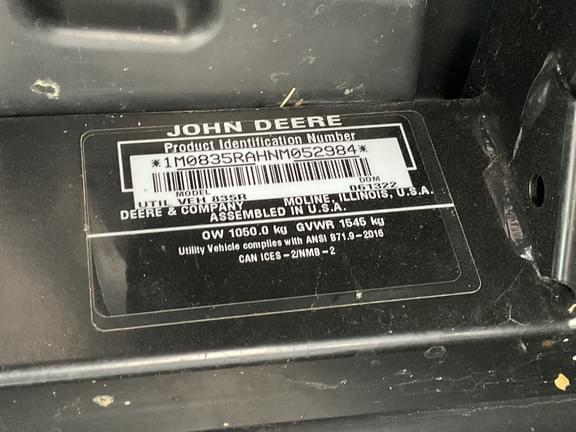 JOHN DEERE
Product Identification Number
*1M0835RAHNM052984*
MODEL DOM
UTIL VEH 835R 061322
DEERE & COMPANY MOLINE, ILLINOIS, U.S.A.
ASSEMBLED IN U.S.A.
OW 1050.0 kg GVWR 1545 kg
Utility Vehicle complies with ANSI B71.9-2016
CAN ICES-2/NMB-2